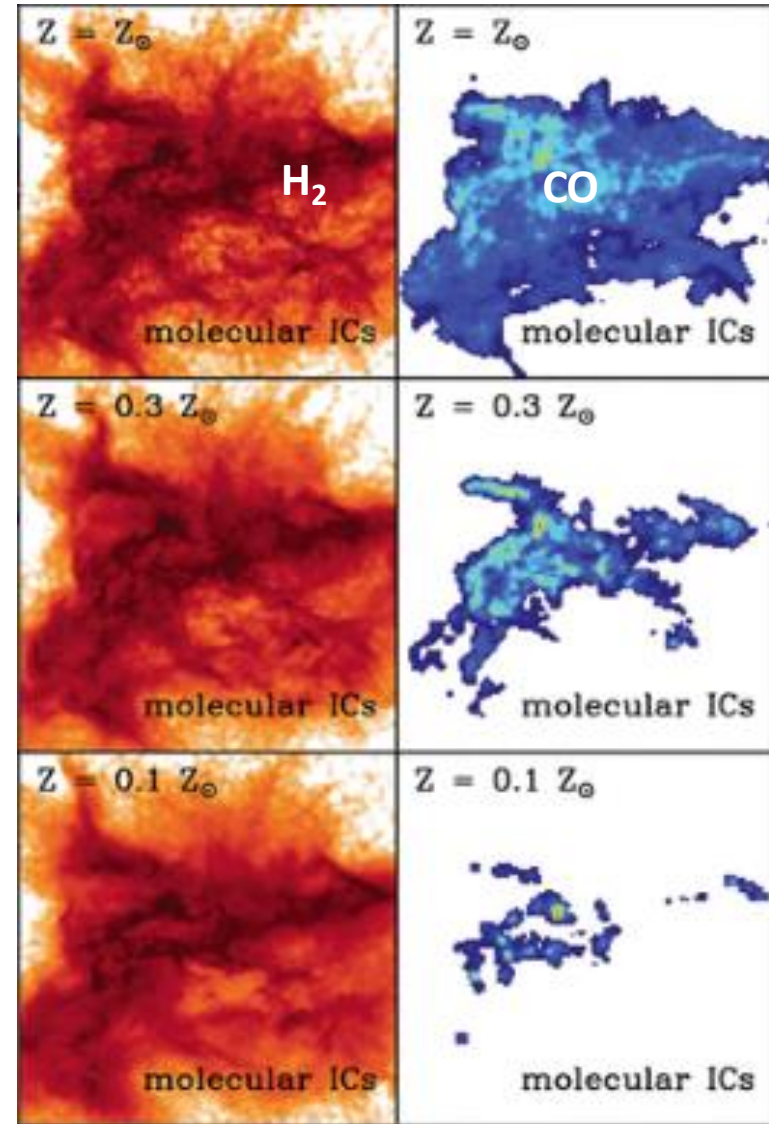 Z = Z☉
Z = Z☉
H₂
CO
molecular ICs
molecular ICs
Z = 0.3 Z☉
Z = 0.3 Z☉
molecular ICs
molecular ICs
Z = 0.1 Z☉
Z = 0.1 Z☉
molecular ICs
molecular ICs